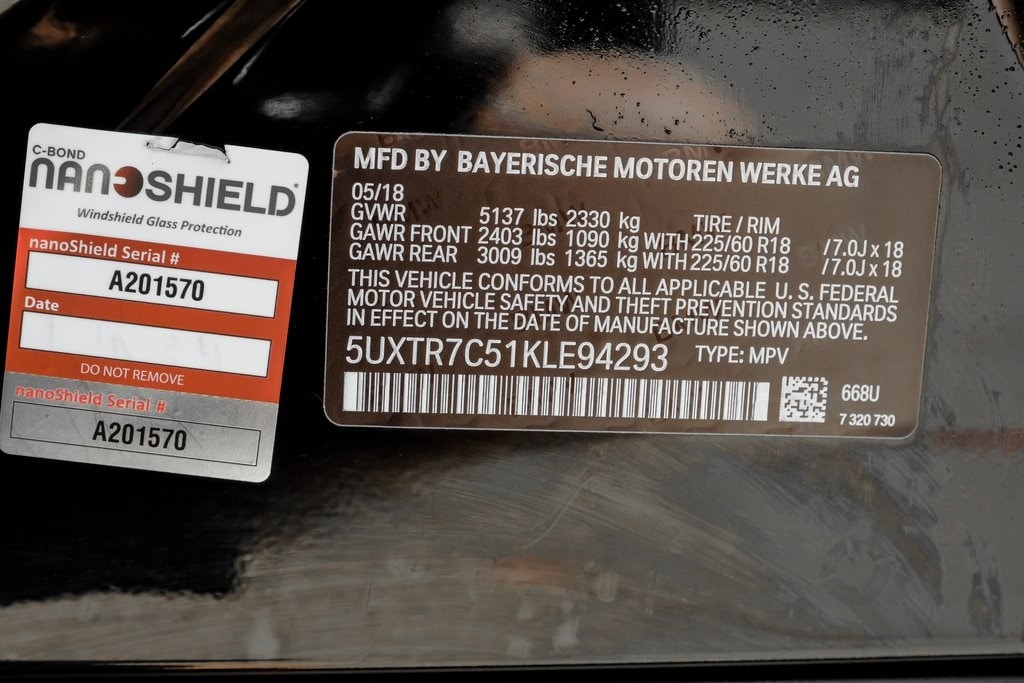 C-BOND
nanoSHIELD®
Windshield Glass Protection
nanoShield Serial #
A201570
Date
DO NOT REMOVE
nanoShield Serial #
A201570
MFD BY BAYERISCHE MOTOREN WERKE AG
05/18
GVWR 5137 lbs 2330 kg TIRE / RIM
GAWR FRONT 2403 lbs 1090 kg WITH 225/60 R18 /7.0J x 18
GAWR REAR 3009 lbs 1365 kg WITH 225/60 R18 /7.0J x 18
THIS VEHICLE CONFORMS TO ALL APPLICABLE U. S. FEDERAL
MOTOR VEHICLE SAFETY AND THEFT PREVENTION STANDARDS
IN EFFECT ON THE DATE OF MANUFACTURE SHOWN ABOVE.
5UXTR7C51KLE94293 TYPE: MPV
668U
7 320 730